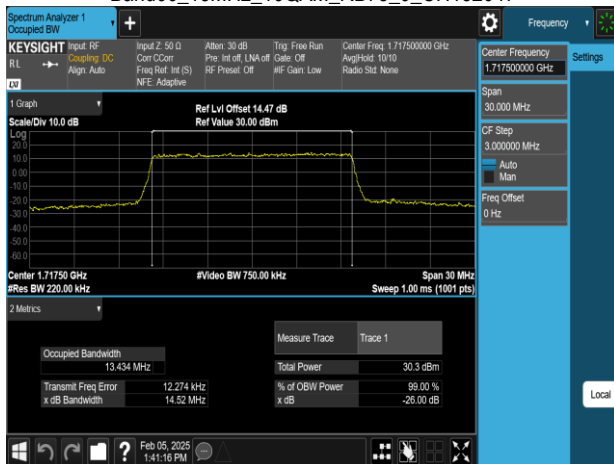 Spectrum Analyzer 1
Occupied BW
Frequency
KEYSIGHT
RL
LXI
Input: RF
Coupling: DC
Align: Auto
Input Z: 50 Ω
Corr CCorr
Freq Ref: Int (S)
NFE: Adaptive
Atten: 30 dB
Pre: Int off, LNA off
RF Presel: Off
Trig: Free Run
Gate: Off
#IF Gain: Low
Center Freq: 1.717500000 GHz
Avg|Hold: 10/10
Radio Std: None
Center Frequency
1.717500000 GHz
Settings
Span
30.000 MHz
CF Step
3.000000 MHz
Auto
Man
Freq Offset
0 Hz
1 Graph
Scale/Div 10.0 dB
Ref Lvl Offset 14.47 dB
Ref Value 30.00 dBm
Log
20.0
10.0
0.00
-10.0
-20.0
-30.0
-40.0
-50.0
-60.0
Center 1.71750 GHz
#Video BW 750.00 kHz
Span 30 MHz
#Res BW 220.00 kHz
Sweep 1.00 ms (1001 pts)
2 Metrics
Measure Trace
Trace 1
Occupied Bandwidth
13.434 MHz
Total Power
30.3 dBm
Transmit Freq Error
12.274 kHz
% of OBW Power
99.00 %
x dB Bandwidth
14.52 MHz
x dB
-26.00 dB
Local
Feb 05, 2025
1:41:16 PM